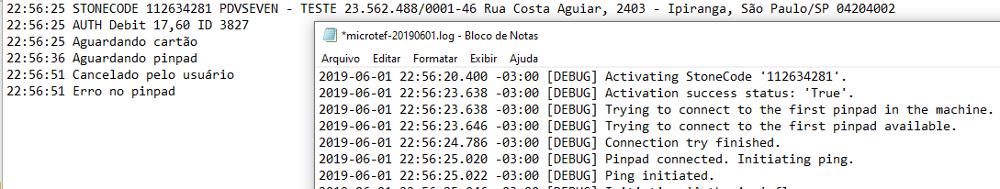 22:56:25 STONECODE 112634281 PDVSEVEN - TESTE 23.562.488/0001-46 Rua Costa Aguiar, 2403 - Ipiranga, São Paulo/SP 04204002
22:56:25 AUTH Debit 17,60 ID 3827
22:56:25 Aguardando cartão
22:56:36 Aguardando pinpad
22:56:51 Cancelado pelo usuário
22:56:51 Erro no pinpad
*microtef-20190601.log - Bloco de Notas
Arquivo Editar Formatar Exibir Ajuda
2019-06-01 22:56:20.400 -03:00 [DEBUG] Activating StoneCode '112634281'.
2019-06-01 22:56:23.638 -03:00 [DEBUG] Activation success status: 'True'.
2019-06-01 22:56:23.638 -03:00 [DEBUG] Trying to connect to the first pinpad in the machine.
2019-06-01 22:56:23.646 -03:00 [DEBUG] Trying to connect to the first pinpad available.
2019-06-01 22:56:24.786 -03:00 [DEBUG] Connection try finished.
2019-06-01 22:56:25.020 -03:00 [DEBUG] Pinpad connected. Initiating ping.
2019-06-01 22:56:25.022 -03:00 [DEBUG] Ping initiated.